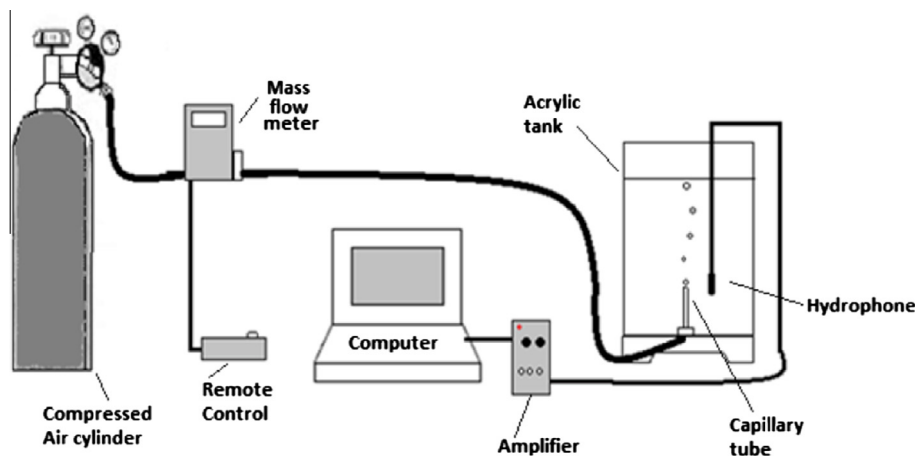 Mass
flow
meter
Acrylic
tank
Hydrophone
Computer
Remote
Control
Compressed
Air cylinder
Amplifier
Capillary
tube